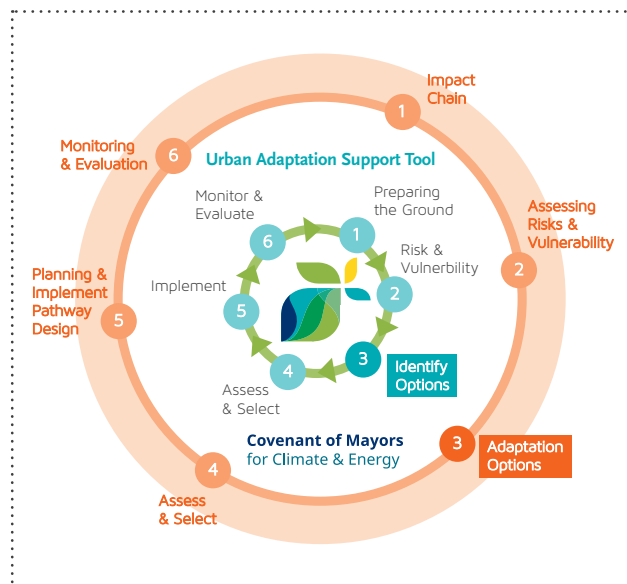 Impact
Chain
1
Monitoring
& Evaluation
6
Urban Adaptation Support Tool
Monitor &
Evaluate
Preparing
the Ground
Assessing
Risks &
Vulnerability
6
1
Risk &
Vulnerbility
2
Planning &
Implement
Pathway
Design
5
Implement
5
2
3
Identify
Options
4
Assess
& Select
Covenant of Mayors
for Climate & Energy
3
Adaptation
Options
4
Assess
& Select